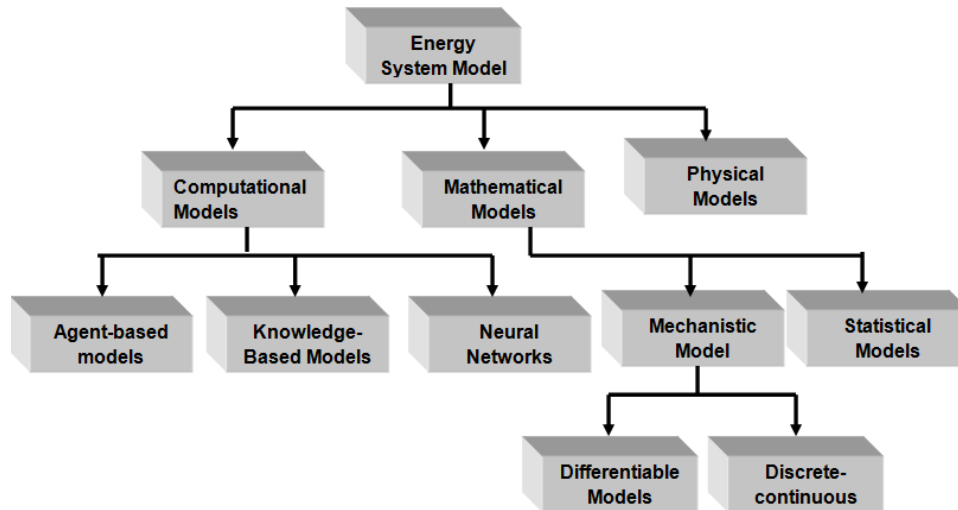 Energy
System Model
Computational
Models
Mathematical
Models
Physical
Models
Agent-based
models
Knowledge-
Based Models
Neural
Networks
Mechanistic
Model
Statistical
Models
Differentiable
Models
Discrete-
continuous